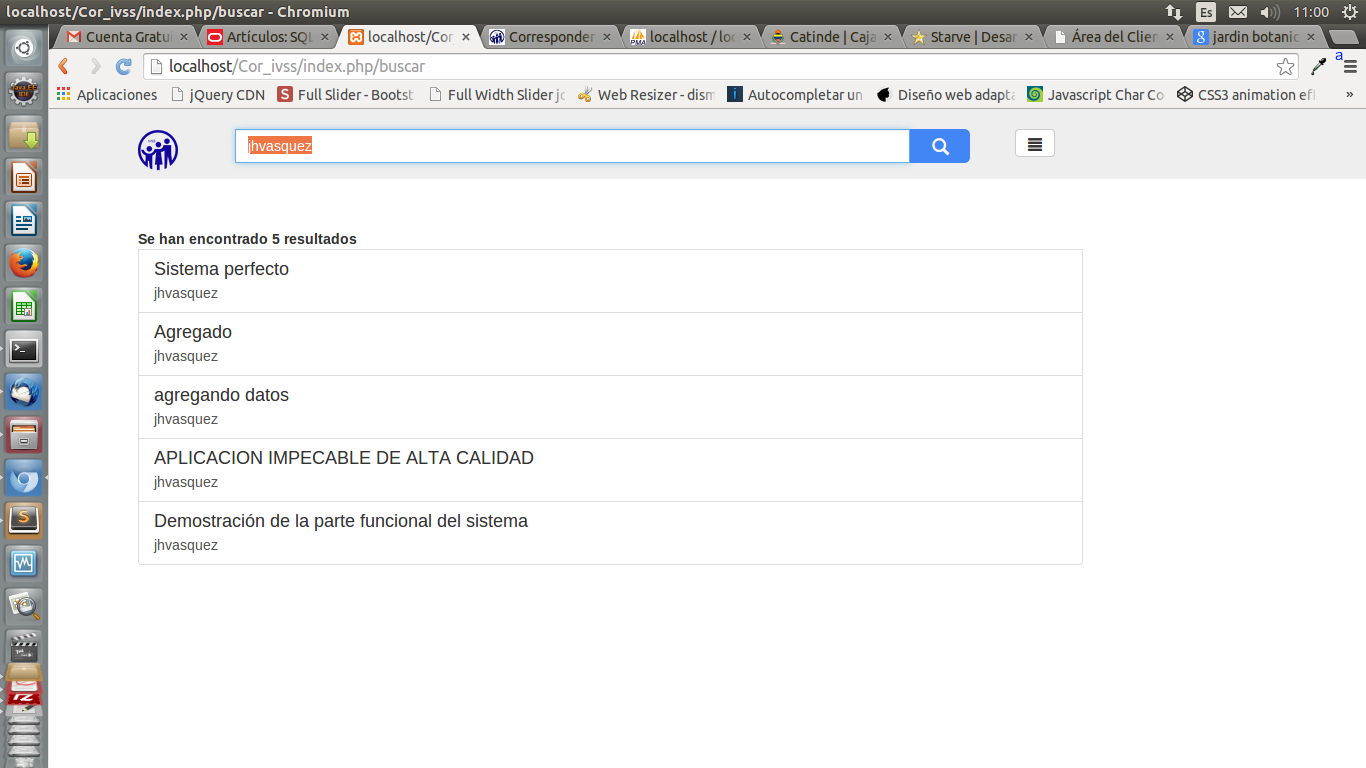 localhost/Cor_ivss/index.php/buscar - Chromium
Es
11:00
Cuenta Gratui
Artículos: SQL
localhost/Cor
Corresponden
localhost / loc
Catinde | Caja
Starve | Desar
Área del Clien
jardin botanic
localhost/Cor_ivss/index.php/buscar
a
Aplicaciones
jQuery CDN
Full Slider - Bootst
Full Width Slider jo
Web Resizer - dism
Autocompletar un
Diseño web adapta
Javascript Char Co
CSS3 animation eff
»
jhvasquez
Se han encontrado 5 resultados
Sistema perfecto
jhvasquez
Agregado
jhvasquez
agregando datos
jhvasquez
APLICACION IMPECABLE DE ALTA CALIDAD
jhvasquez
Demostración de la parte funcional del sistema
jhvasquez